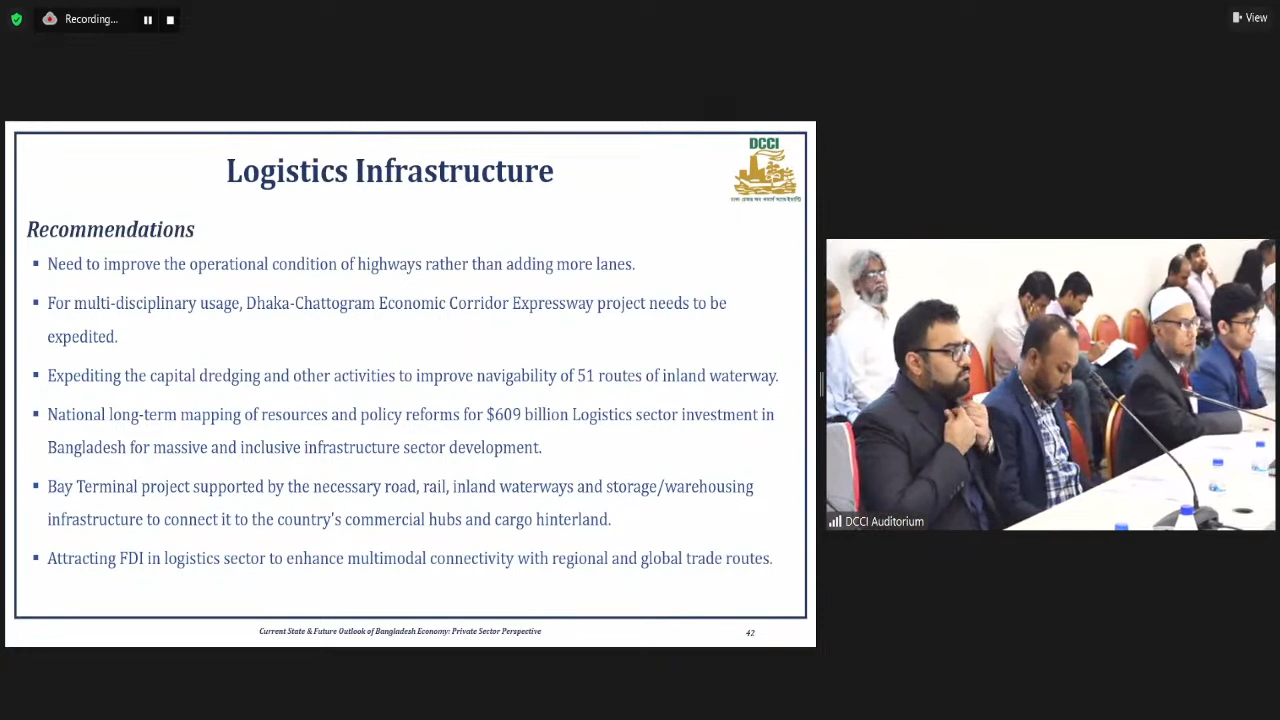 Recording...
View
Logistics Infrastructure
DCCI
Recommendations
▪ Need to improve the operational condition of highways rather than adding more lanes.
▪ For multi-disciplinary usage, Dhaka-Chattogram Economic Corridor Expressway project needs to be
expedited.
▪ Expediting the capital dredging and other activities to improve navigability of 51 routes of inland waterway.
▪ National long-term mapping of resources and policy reforms for $609 billion Logistics sector investment in
Bangladesh for massive and inclusive infrastructure sector development.
▪ Bay Terminal project supported by the necessary road, rail, inland waterways and storage/warehousing
infrastructure to connect it to the country's commercial hubs and cargo hinterland.
▪ Attracting FDI in logistics sector to enhance multimodal connectivity with regional and global trade routes.
Current State & Future Outlook of Bangladesh Economy: Private Sector Perspective
42
DCCI Auditorium